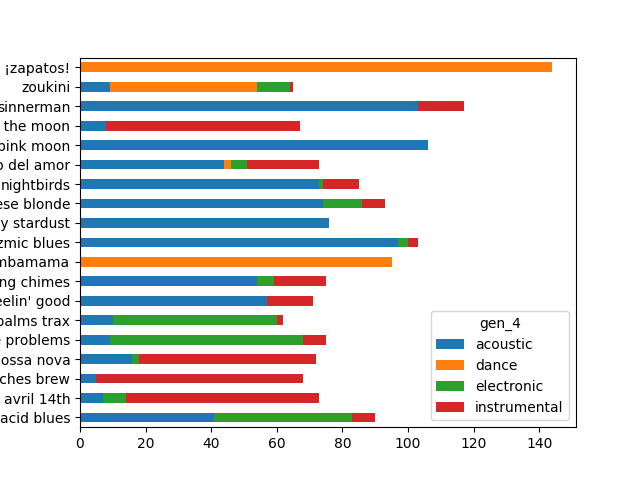 ¡zapatos!
zoukini
sinnerman
the moon
pink moon
o del amor
nightbirds
ese blonde
y stardust
zmic blues
mbamama
ng chimes
eelin' good
palms trax
e problems
ossa nova
ches brew
avril 14th
acid blues
0 20 40 60 80 100 120 140
gen_4
acoustic
dance
electronic
instrumental